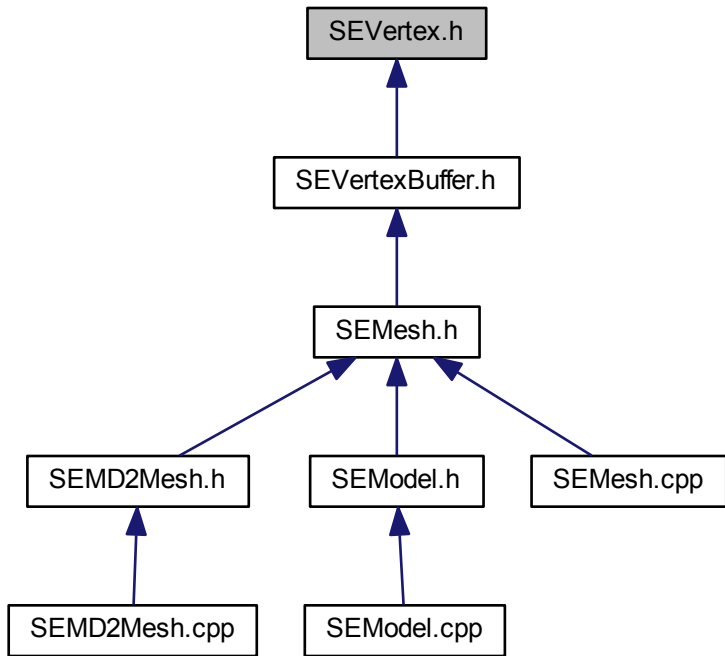 SEVertex.h
SEVertexBuffer.h
SEMesh.h
SEMD2Mesh.h
SEModel.h
SEMesh.cpp
SEMD2Mesh.cpp
SEModel.cpp